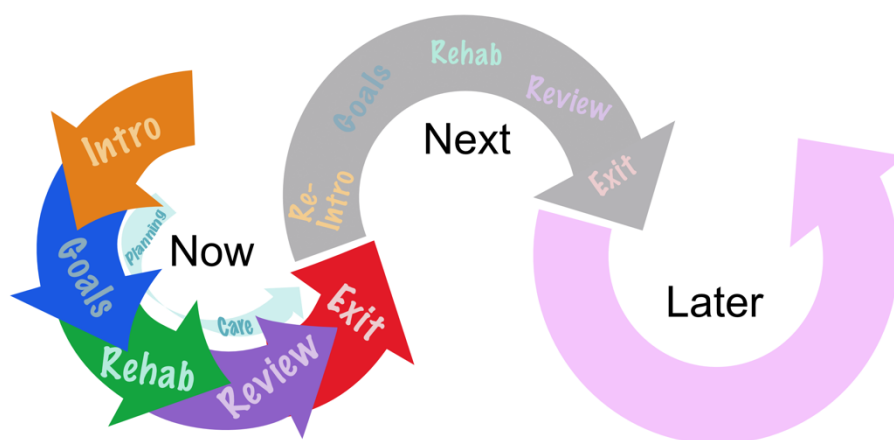 Intro
Goals
Rehab
Review
Exit
Planning
Care
Now
Re-
Intro
Goals
Rehab
Review
Exit
Next
Later